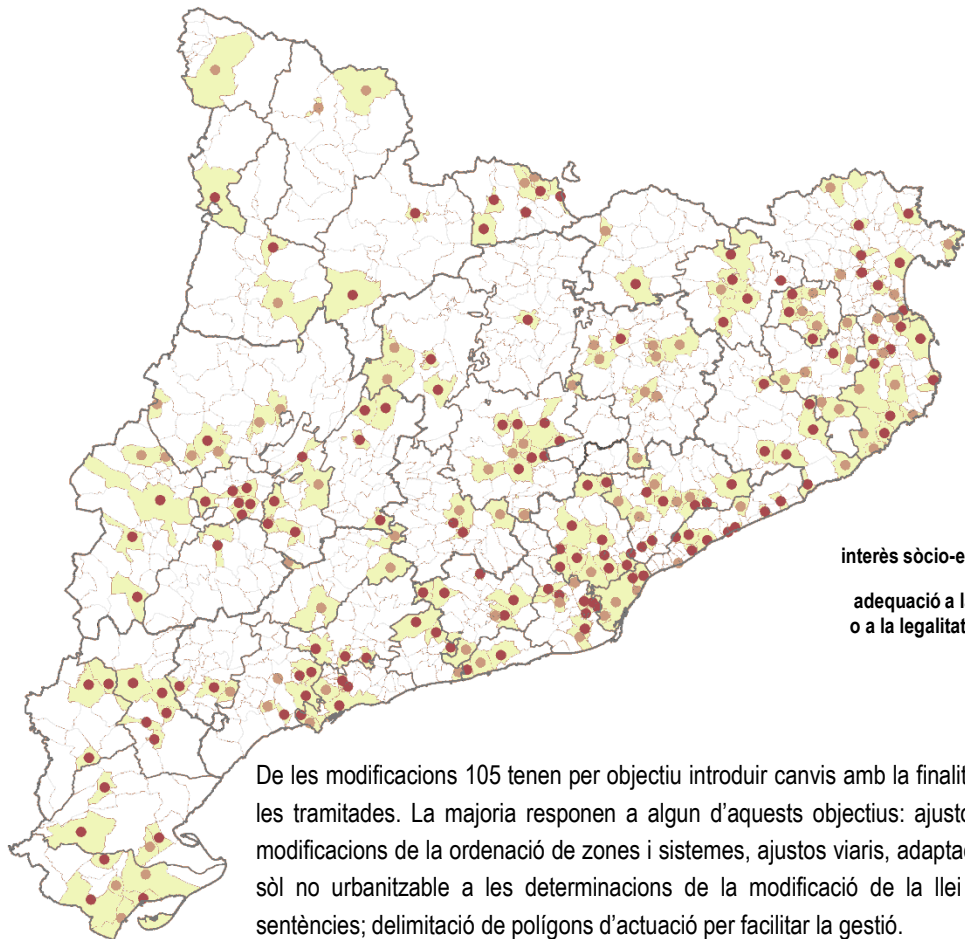 interès sòcio-e
adequació a l
o a la legalitat
De les modificacions 105 tenen per objectiu introduir canvis amb la finalit
les tramitades. La majoria responen a algun d’aquests objectius: ajusto
modificacions de la ordenació de zones i sistemes, ajustos viaris, adaptac
sòl no urbanitzable a les determinacions de la modificació de la llei
sentències; delimitació de polígons d’actuació per facilitar la gestió.